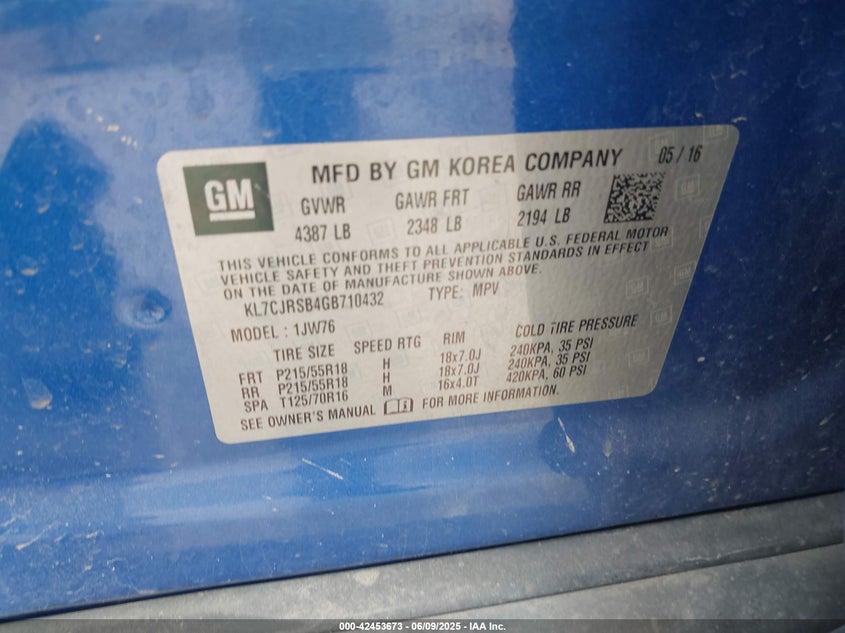 GM
MFD BY GM KOREA COMPANY 05 / 16
GVWR GAWR FRT GAWR RR
4387 LB 2348 LB 2194 LB
THIS VEHICLE CONFORMS TO ALL APPLICABLE U.S. FEDERAL MOTOR
VEHICLE SAFETY AND THEFT PREVENTION STANDARDS IN EFFECT
ON THE DATE OF MANUFACTURE SHOWN ABOVE.
KL7CJRSB4GB710432 TYPE: MPV
MODEL : 1JW76
TIRE SIZE SPEED RTG RIM COLD TIRE PRESSURE
FRT P215/55R18 H 18x7.0J 240KPA, 35 PSI
RR P215/55R18 H 18x7.0J 240KPA, 35 PSI
SPA T125/70R16 M 16x4.0T 420KPA, 60 PSI
SEE OWNER'S MANUAL FOR MORE INFORMATION.
000-42453673 - 06/09/2025 - IAA Inc.